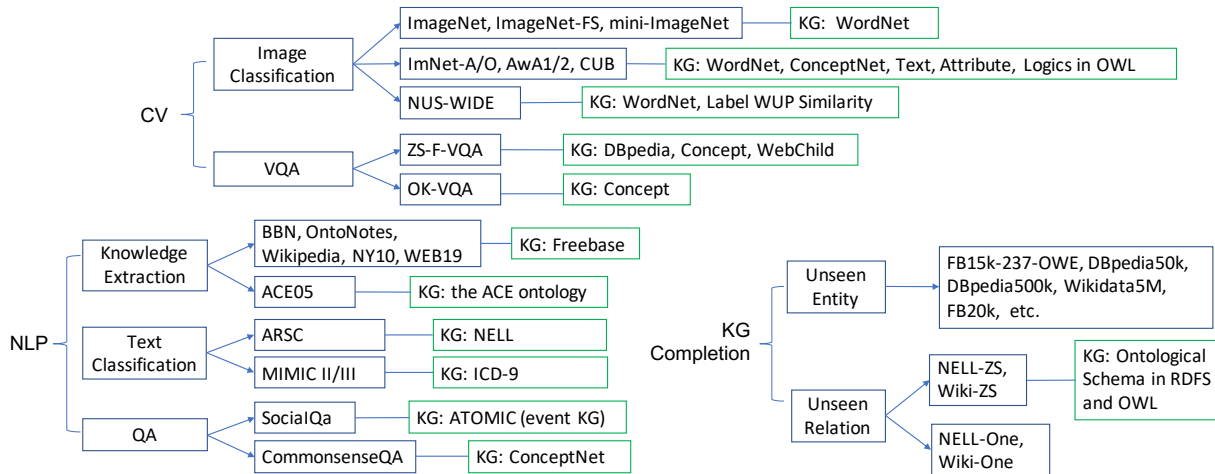 ImageNet, ImageNet-FS, mini-ImageNet
KG: WordNet
Image
Classification
ImNet-A/O, AwA1/2, CUB
KG: WordNet, ConceptNet, Text, Attribute, Logics in OWL
NUS-WIDE
KG: WordNet, Label WUP Similarity
CV
ZS-F-VQA
KG: DBpedia, Concept, WebChild
VQA
OK-VQA
KG: Concept
BBN, OntoNotes,
Wikipedia, NY10, WEB19
KG: Freebase
Knowledge
Extraction
ACE05
KG: the ACE ontology
NLP
Text
Classification
ARSC
KG: NELL
MIMIC II/III
KG: ICD-9
QA
SocialIQa
KG: ATOMIC (event KG)
CommonsenseQA
KG: ConceptNet
KG
Completion
Unseen
Entity
FB15k-237-OWE, DBpedia50k,
DBpedia500k, Wikidata5M,
FB20k, etc.
Unseen
Relation
NELL-ZS,
Wiki-ZS
KG: Ontological
Schema in RDFS
and OWL
NELL-One,
Wiki-One